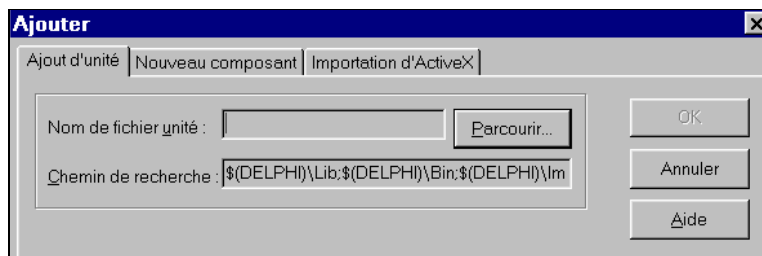 Ajouter
Ajout d'unité Nouveau composant Importation d'ActiveX
Nom de fichier unité : Parcourir... OK
Chemin de recherche : $(DELPHI)\Lib;$(DELPHI)\Bin;$(DELPHI)\Im Annuler
Aide